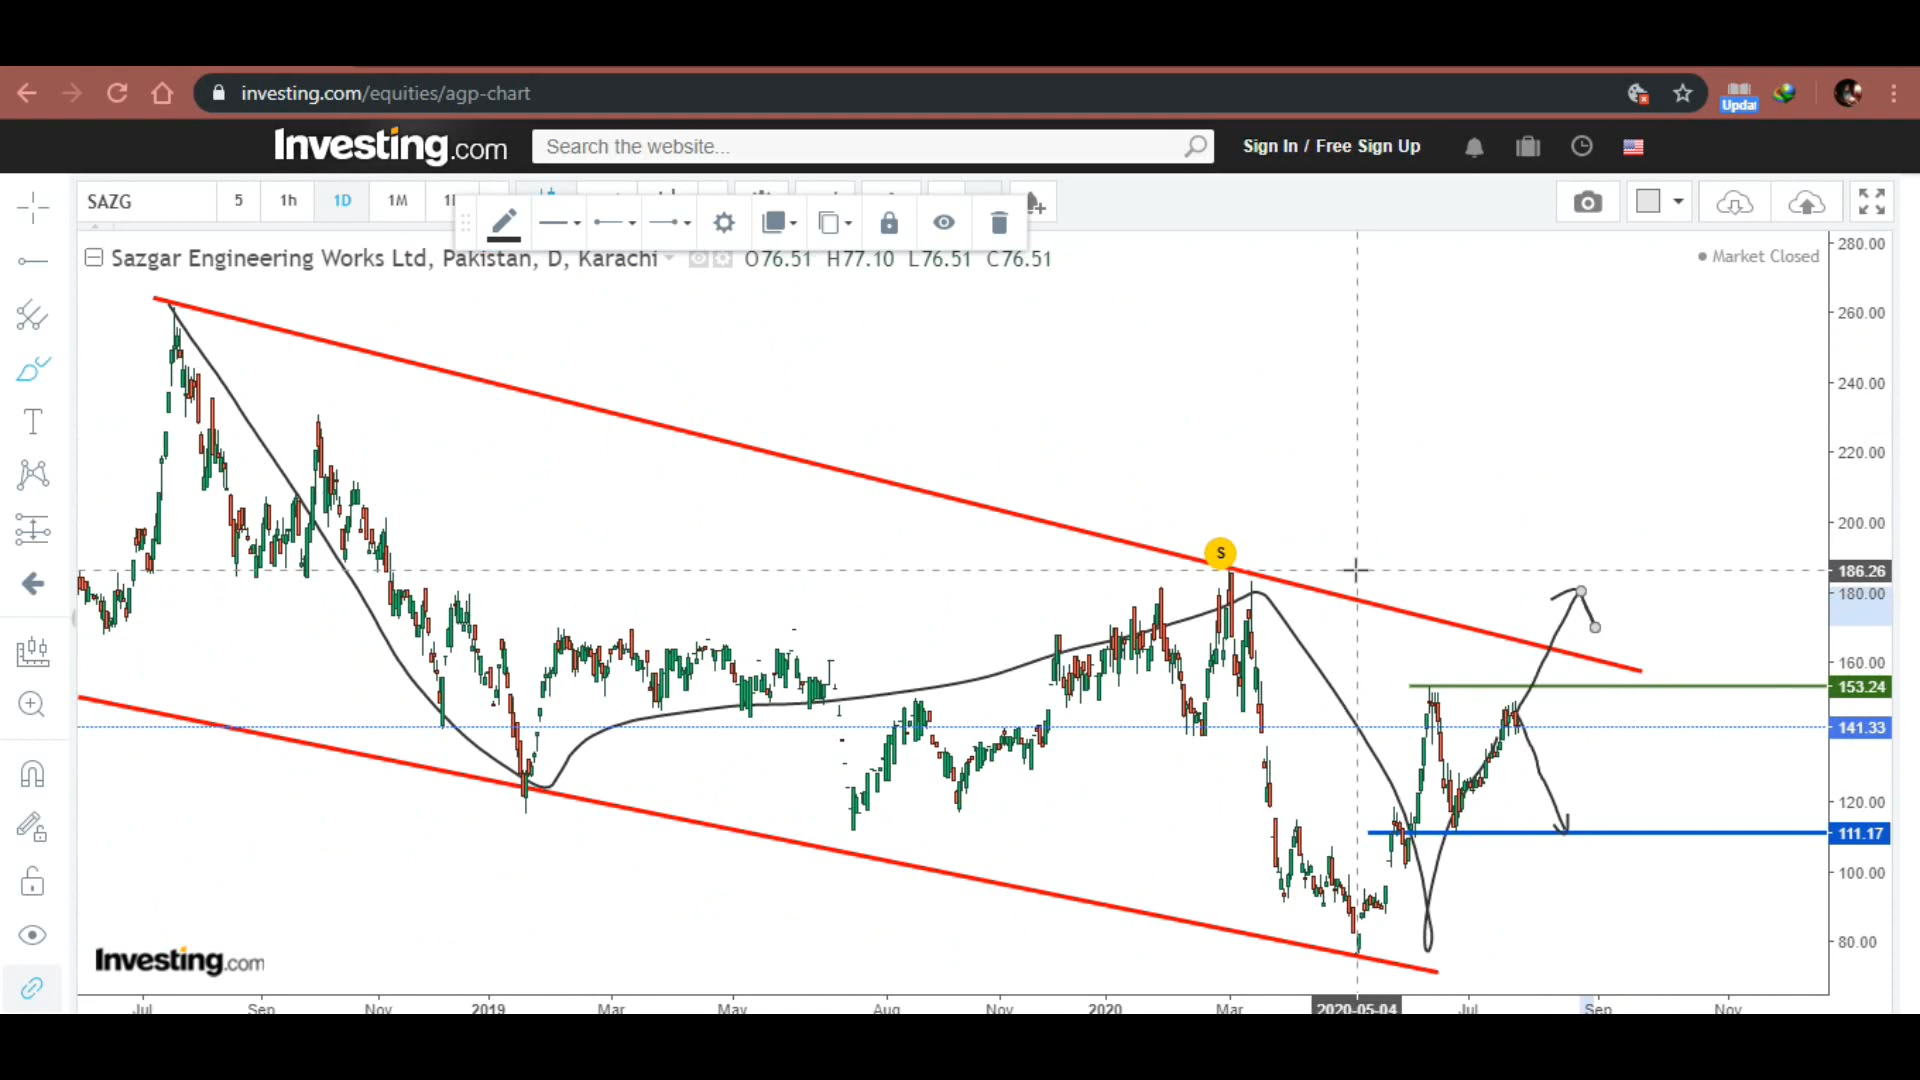 investing.com/equities/agp-chart
Updat
Investing.com
Search the website...
Sign In / Free Sign Up
SAZG
5
1h
1D
1M
Sazgar Engineering Works Ltd, Pakistan, D, Karachi
O76.51 H77.10 L76.51 C76.51
Market Closed
280.00
260.00
240.00
220.00
200.00
S
186.26
180.00
160.00
153.24
141.33
120.00
111.17
100.00
80.00
Investing.com
Jul
Sep
Nov
2019
Mar
May
Aug
Nov
2020
Mar
2020-05-04
Jul
Sep
Nov